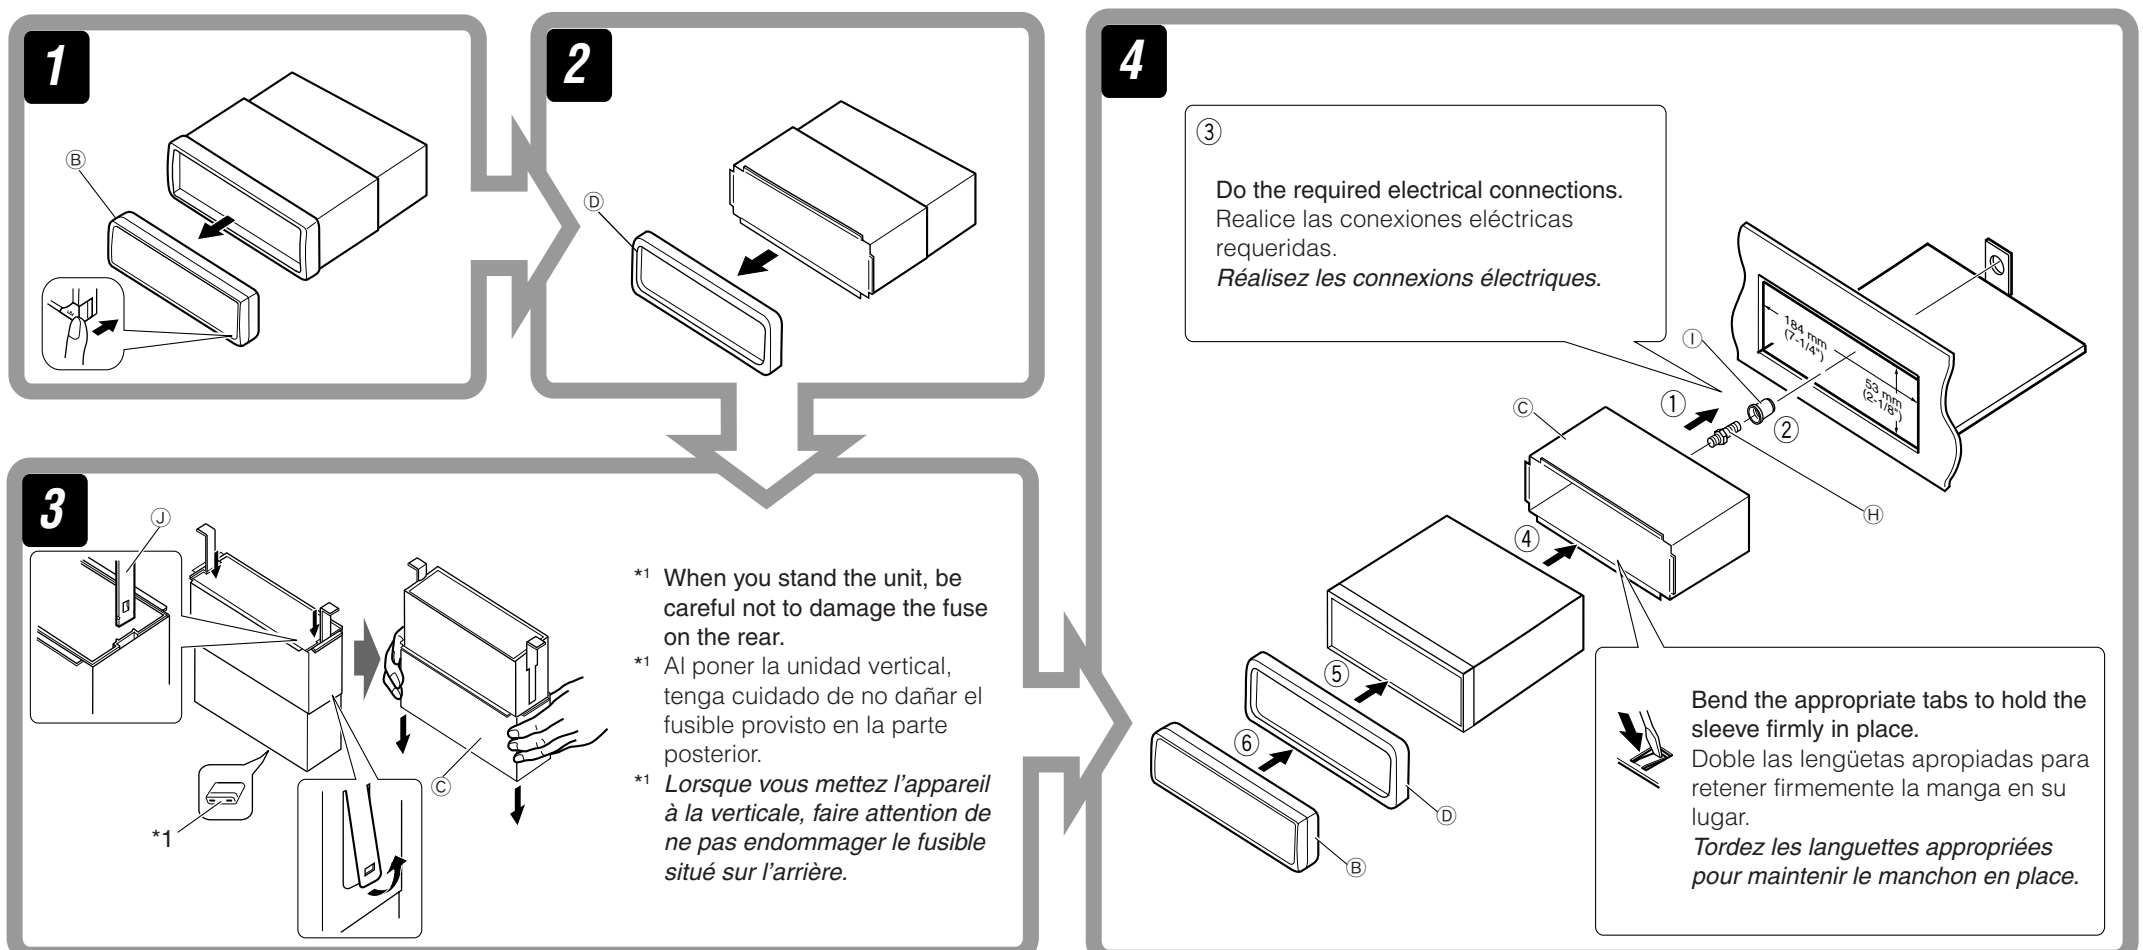 1
Ⓑ
2
Ⓓ
3
Ⓙ
*1
Ⓒ
*1 When you stand the unit, be
careful not to damage the fuse
on the rear.
*1 Al poner la unidad vertical,
tenga cuidado de no dañar el
fusible provisto en la parte
posterior.
*1 Lorsque vous mettez l’appareil
à la verticale, faire attention de
ne pas endommager le fusible
situé sur l’arrière.
4
③
Do the required electrical connections.
Realice las conexiones eléctricas
requeridas.
Réalisez les connexions électriques.
184 mm
(7-1/4")
53 mm
(2-1/8")
Ⓘ
①
②
Ⓒ
Ⓗ
④
⑤
⑥
Ⓓ
Ⓑ
Bend the appropriate tabs to hold the
sleeve firmly in place.
Doble las lengüetas apropiadas para
retener firmemente la manga en su
lugar.
Tordez les languettes appropriées
pour maintenir le manchon en place.